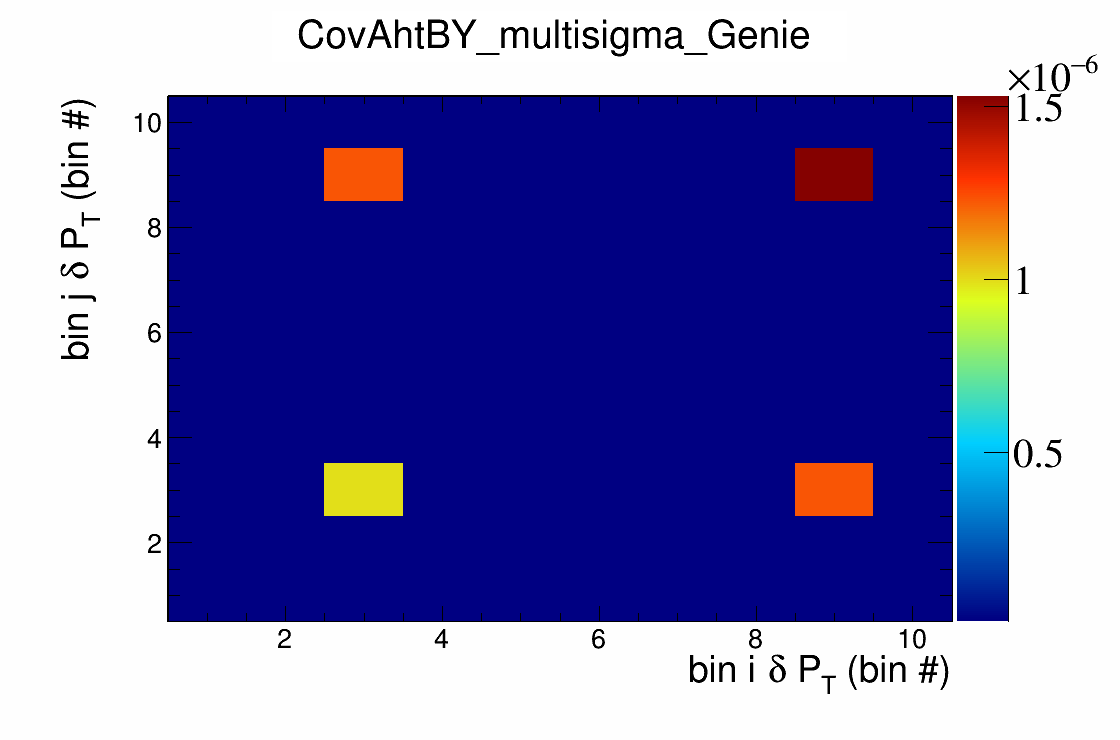 CovAhtBY_multisigma_Genie
×10⁻⁶
bin j δ P_T (bin #)
10
8
6
4
2
1.5
1
0.5
2 4 6 8 10
bin i δ P_T (bin #)